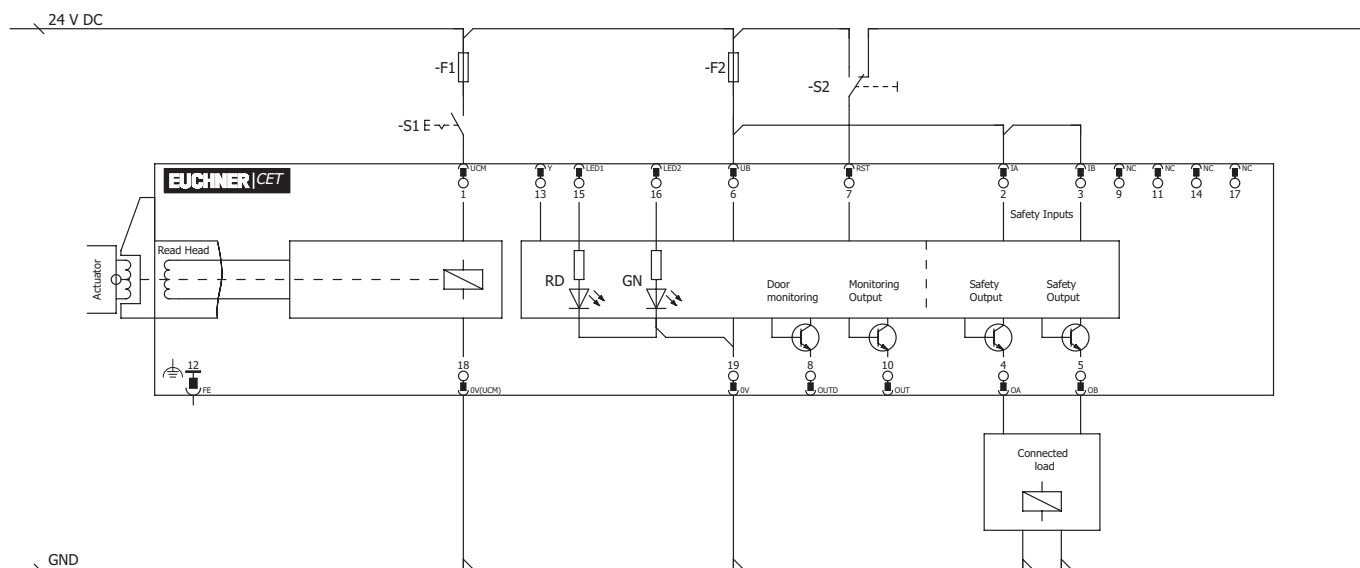 24 V DC
-F1
-F2
-S2
-S1
EUCHNER CET
UCM
Y
LED1
LED2
UB
RST
IA
IB
NC
NC
NC
NC
1
13
15
16
6
7
2
3
9
11
14
17
Safety Inputs
Read Head
Actuator
RD
GN
Door
monitoring
Monitoring
Output
Safety
Output
Safety
Output
12
18
19
8
10
4
5
FE
0V(UCM)
0V
OUTD
OUT
OA
OB
Connected
load
GND